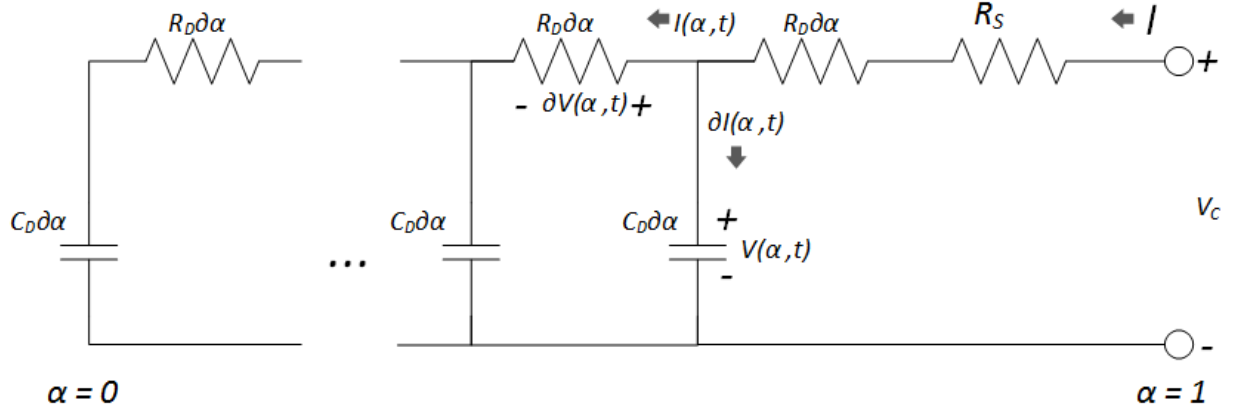 R_D∂α
R_D∂α
I(α,t)
R_D∂α
R_S
I
+
- ∂V(α,t) +
∂I(α,t)
C_D∂α
C_D∂α
C_D∂α
+
V(α,t)
-
V_C
...
-
α = 0
α = 1